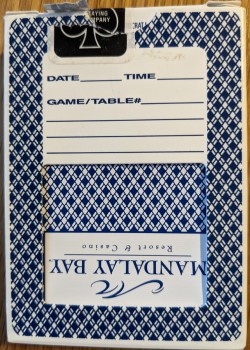 PLAYING
COMPANY
DATE TIME
GAME/TABLE#
Resort & Casino
MANDALAY BAY